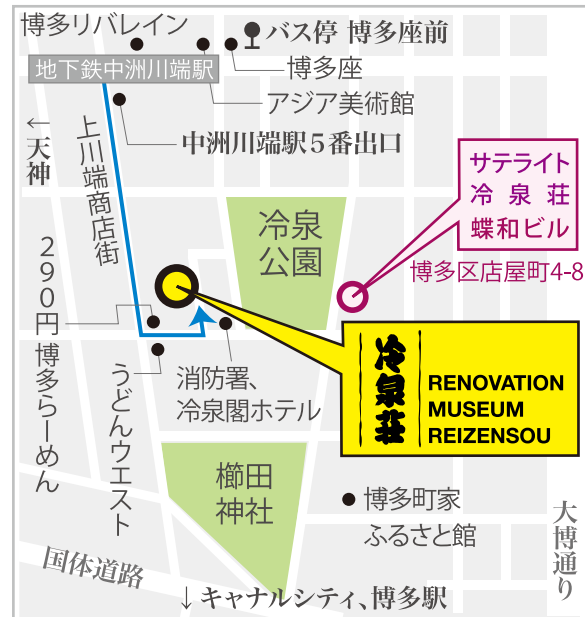 博多リバレイン
バス停 博多座前
地下鉄中洲川端駅
博多座
アジア美術館
中洲川端駅5番出口
←天神
上川端商店街
サテライト
冷泉荘
蝶和ビル
博多区店屋町4-8
冷泉
公園
290円 博多らーめん
うどんウエスト
消防署、
冷泉閣ホテル
冷泉荘
RENOVATION
MUSEUM
REIZENSOU
櫛田
神社
博多町家
ふるさと館
大博通り
国体道路
↓キャナルシティ、博多駅